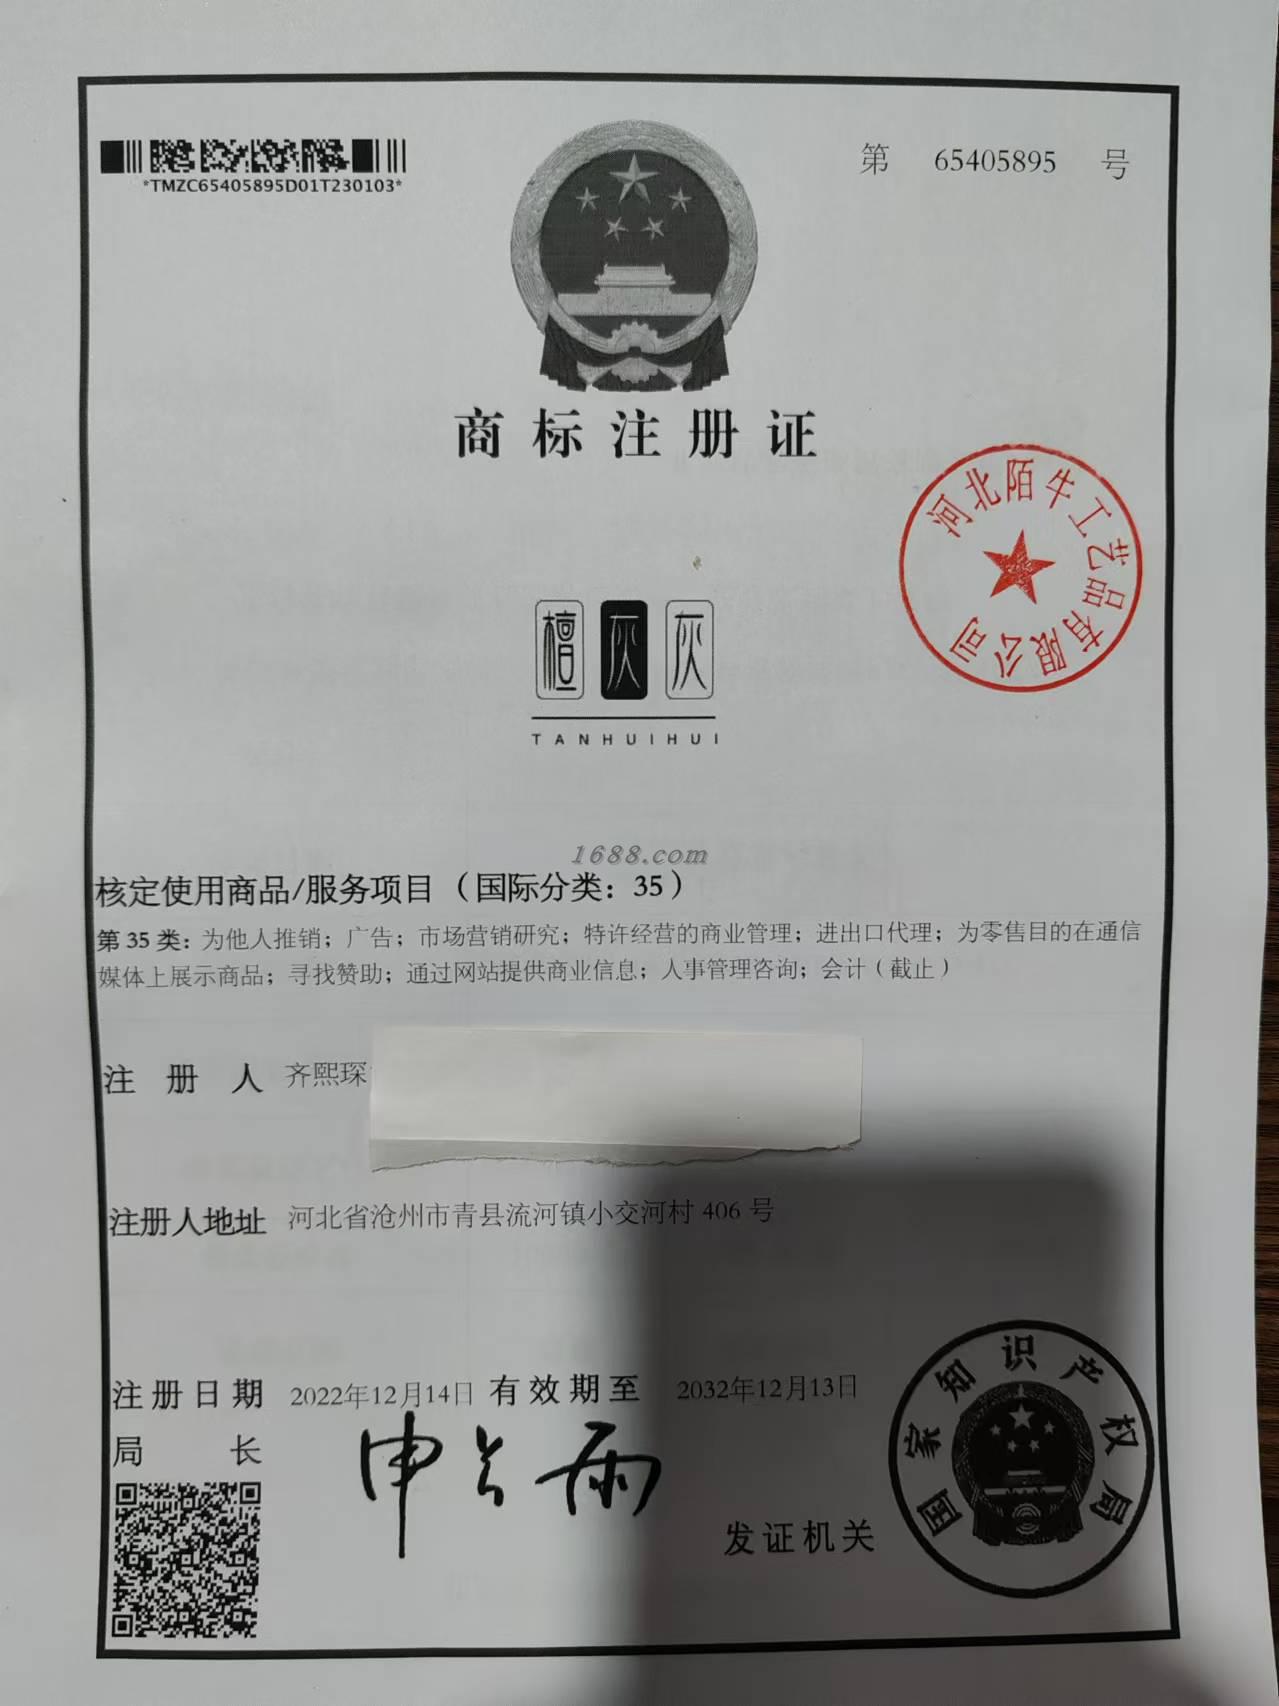 *TMZC65405895D01T230103*
第 65405895 号
商标注册证
河北陌牛工艺品有限公司
檀灰灰
TANHUIHUI
1688.com
核定使用商品/服务项目（国际分类：35）
第 35 类：为他人推销；广告；市场营销研究；特许经营的商业管理；进出口代理；为零售目的在通信
媒体上展示商品；寻找赞助；通过网站提供商业信息；人事管理咨询；会计（截止）
注册人 齐熙琛
注册人地址 河北省沧州市青县流河镇小交河村 406 号
注册日期 2022年12月14日 有效期至 2032年12月13日
局长 申长雨
发证机关
国家知识产权局